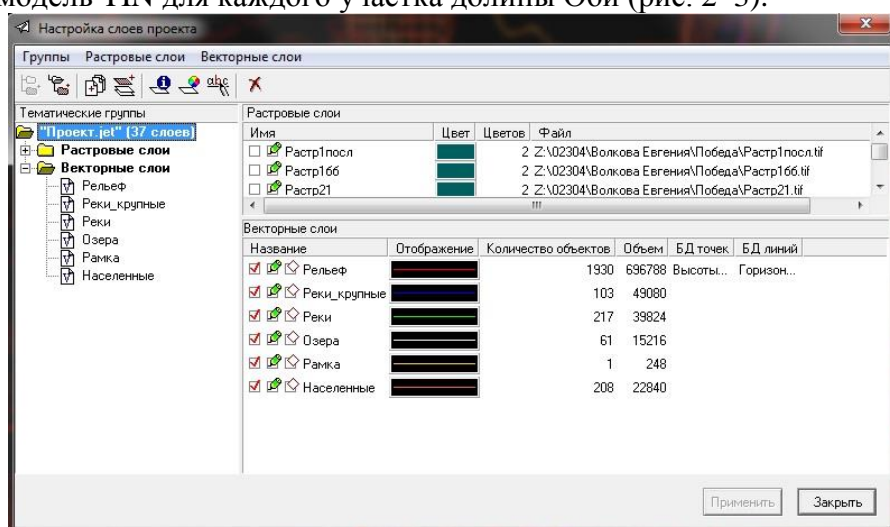 модель TIN для каждого участка долины Оби (рис. 2–3).
Настройка слоев проекта
Группы Растровые слои Векторные слои
abc
Тематические группы
"Проект.jet" (37 слоев)
Растровые слои
Векторные слои
Рельеф
Реки_крупные
Реки
Озера
Рамка
Населенные
Растровые слои
Имя Цвет Цветов Файл
Растр1посл 2 Z:\02304\Волкова Евгения\Победа\Растр1посл.tif
Растр166 2 Z:\02304\Волкова Евгения\Победа\Растр166.tif
Растр21 2 Z:\02304\Волкова Евгения\Победа\Растр21.tif
Векторные слои
Название Отображение Количество объектов Объем БД точек БД линий
Рельеф 1930 696788 Высоты... Горизон...
Реки_крупные 103 49080
Реки 217 39824
Озера 61 15216
Рамка 1 248
Населенные 208 22840
Применить Закрыть